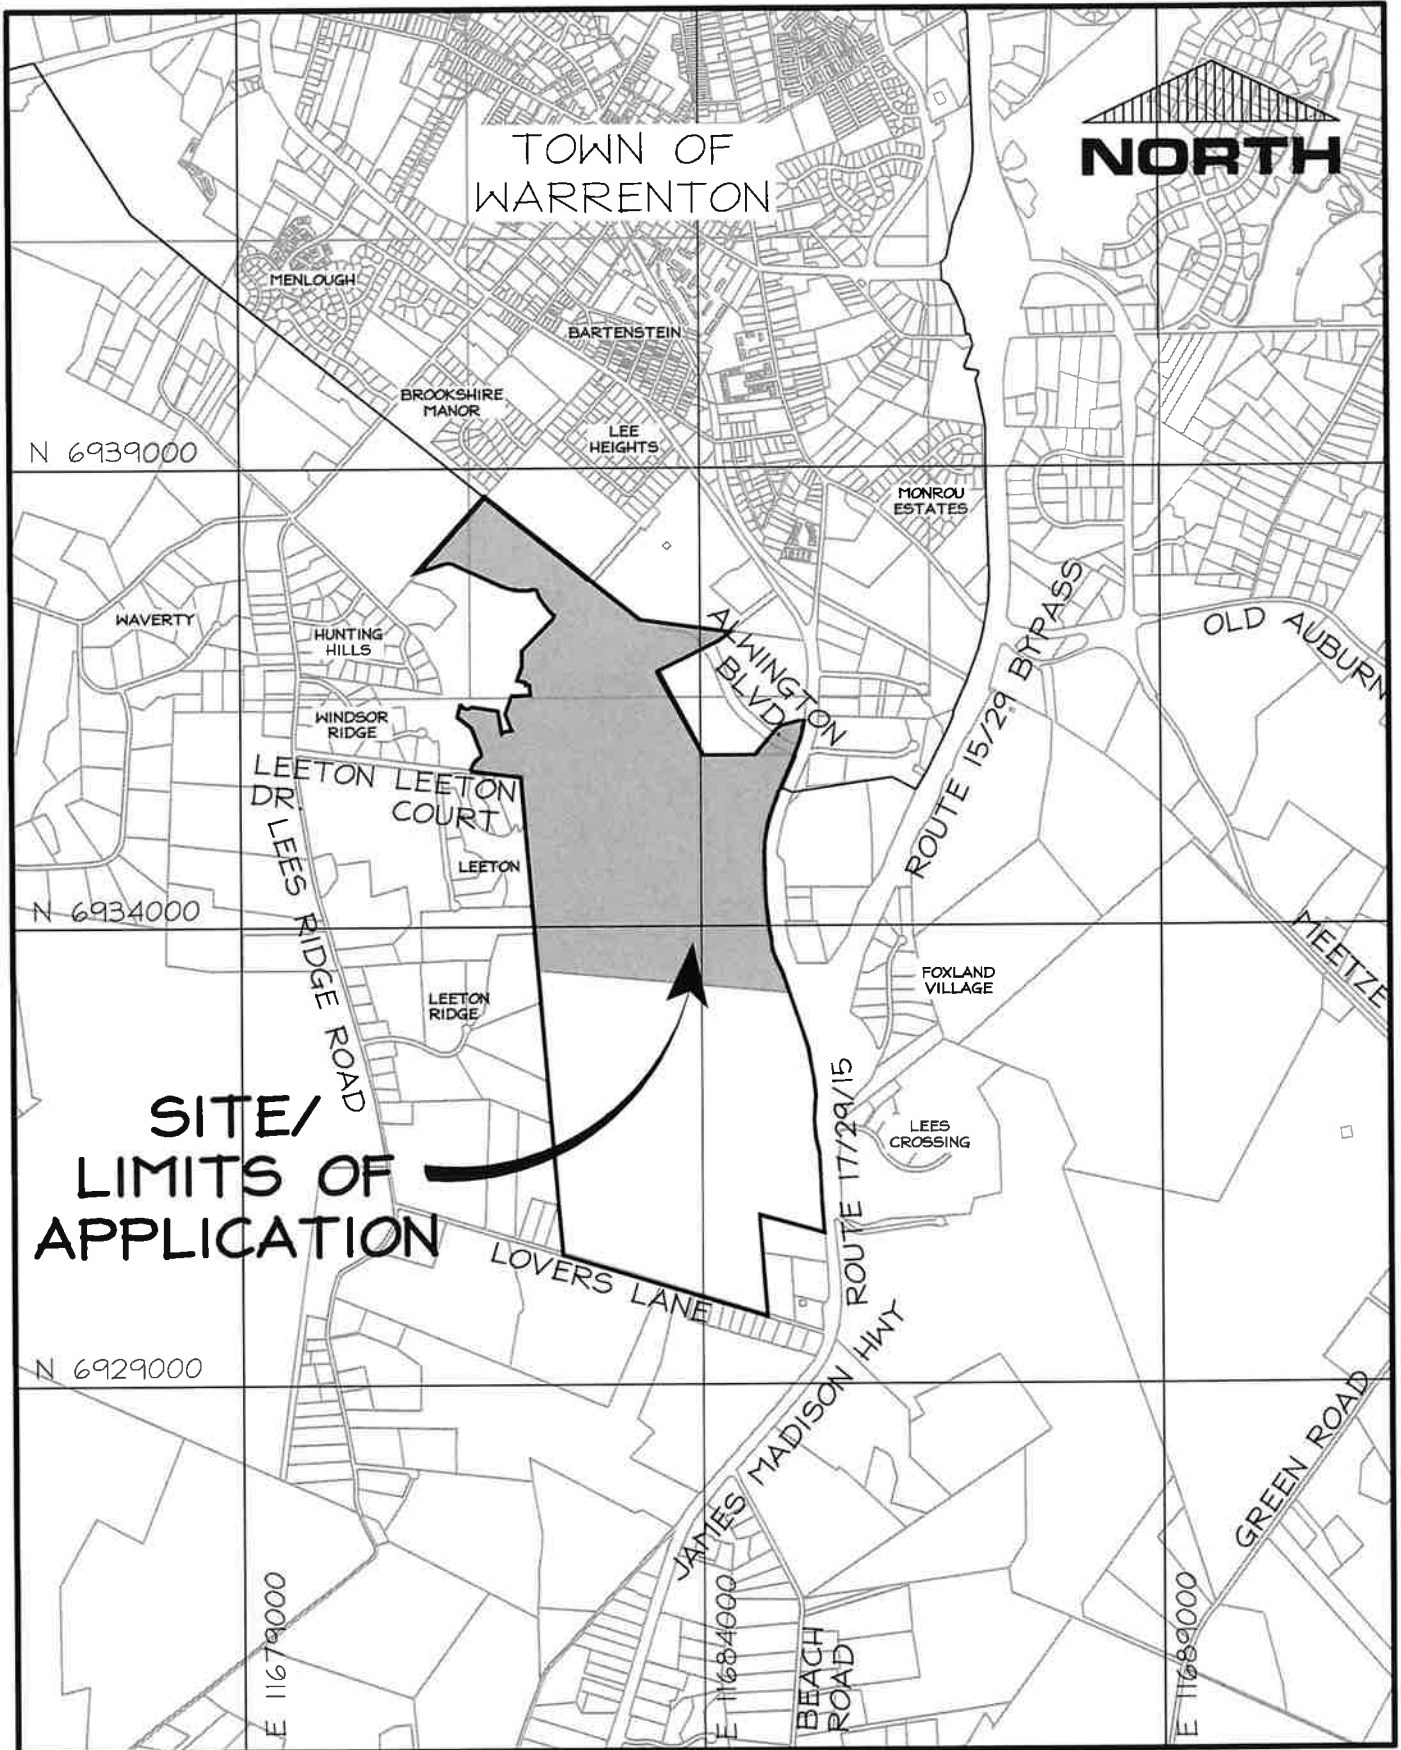 TOWN OF
WARRENTON
NORTH
MENLOUGH
BARTENSTEIN
BROOKSHIRE
MANOR
LEE
HEIGHTS
N 6939000
MONROU
ESTATES
WAVERTY
HUNTING
HILLS
ALWINGTON
BLVD.
ROUTE 15/29 BYPASS
OLD AUBURN
WINDSOR
RIDGE
LEETON
DR.
LEETON
COURT
LEES RIDGE ROAD
LEETON
N 6934000
MEETZE
FOXLAND
VILLAGE
LEETON
RIDGE
SITE/
LIMITS OF
APPLICATION
LEES
CROSSING
ROUTE 17/29/15
LOVERS LANE
N 6929000
JAMES MADISON HWY
GREEN ROAD
E 11679000
E 11684000
BEACH
ROAD
E 11689000